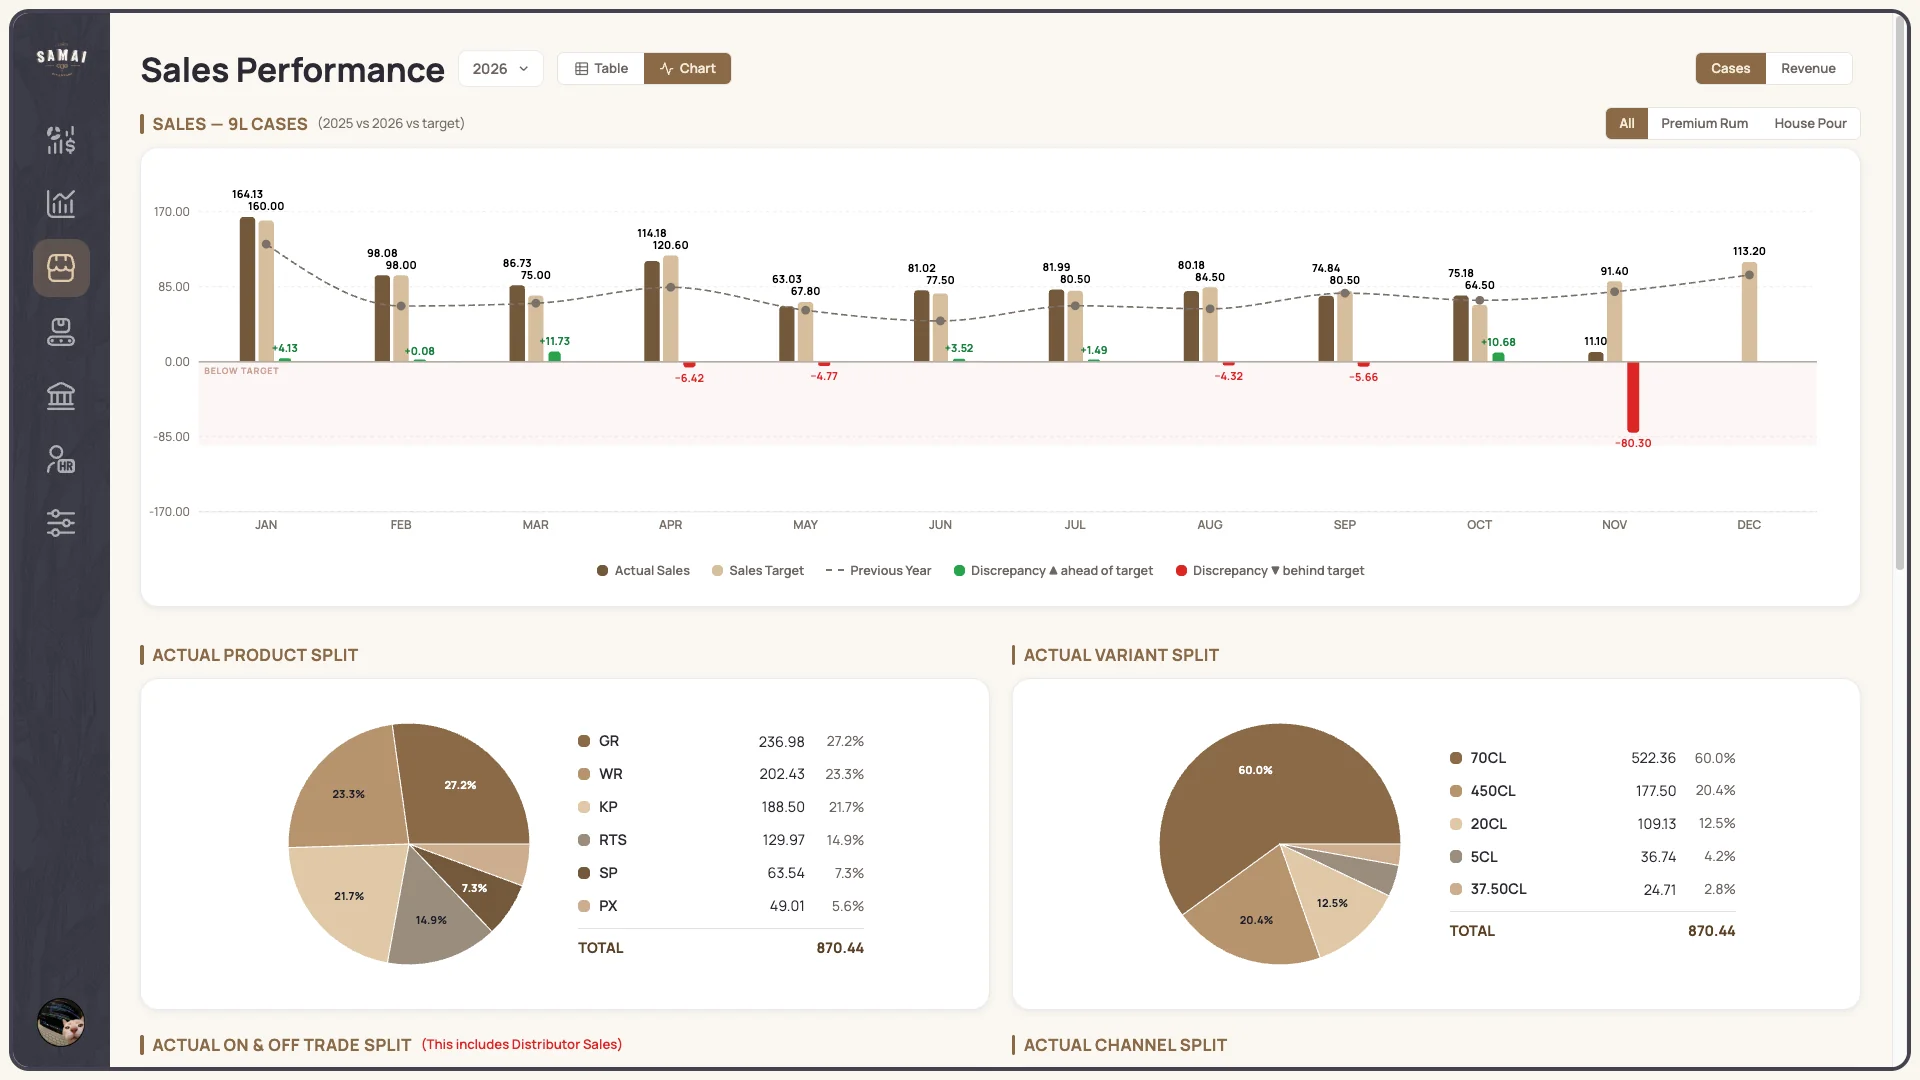 SAMAI
Sales Performance
2026
Table
Chart
Cases
Revenue
SALES — 9L CASES (2025 vs 2026 vs target)
All
Premium Rum
House Pour
170.00
85.00
0.00
-85.00
-170.00
BELOW TARGET
164.13
160.00
+4.13
98.08
98.00
+0.08
86.73
75.00
+11.73
114.18
120.60
−6.42
63.03
67.80
−4.77
81.02
77.50
+3.52
81.99
80.50
+1.49
80.18
84.50
−4.32
74.84
80.50
−5.66
75.18
64.50
+10.68
11.10
91.40
−80.30
113.20
JAN FEB MAR APR MAY JUN JUL AUG SEP OCT NOV DEC
Actual Sales
Sales Target
Previous Year
Discrepancy ▲ ahead of target
Discrepancy ▼ behind target
ACTUAL PRODUCT SPLIT
27.2%
23.3%
21.7%
14.9%
7.3%
GR 236.98 27.2%
WR 202.43 23.3%
KP 188.50 21.7%
RTS 129.97 14.9%
SP 63.54 7.3%
PX 49.01 5.6%
TOTAL 870.44
ACTUAL VARIANT SPLIT
60.0%
20.4%
12.5%
70CL 522.36 60.0%
450CL 177.50 20.4%
20CL 109.13 12.5%
5CL 36.74 4.2%
37.50CL 24.71 2.8%
TOTAL 870.44
HR
ACTUAL ON & OFF TRADE SPLIT (This includes Distributor Sales)
ACTUAL CHANNEL SPLIT